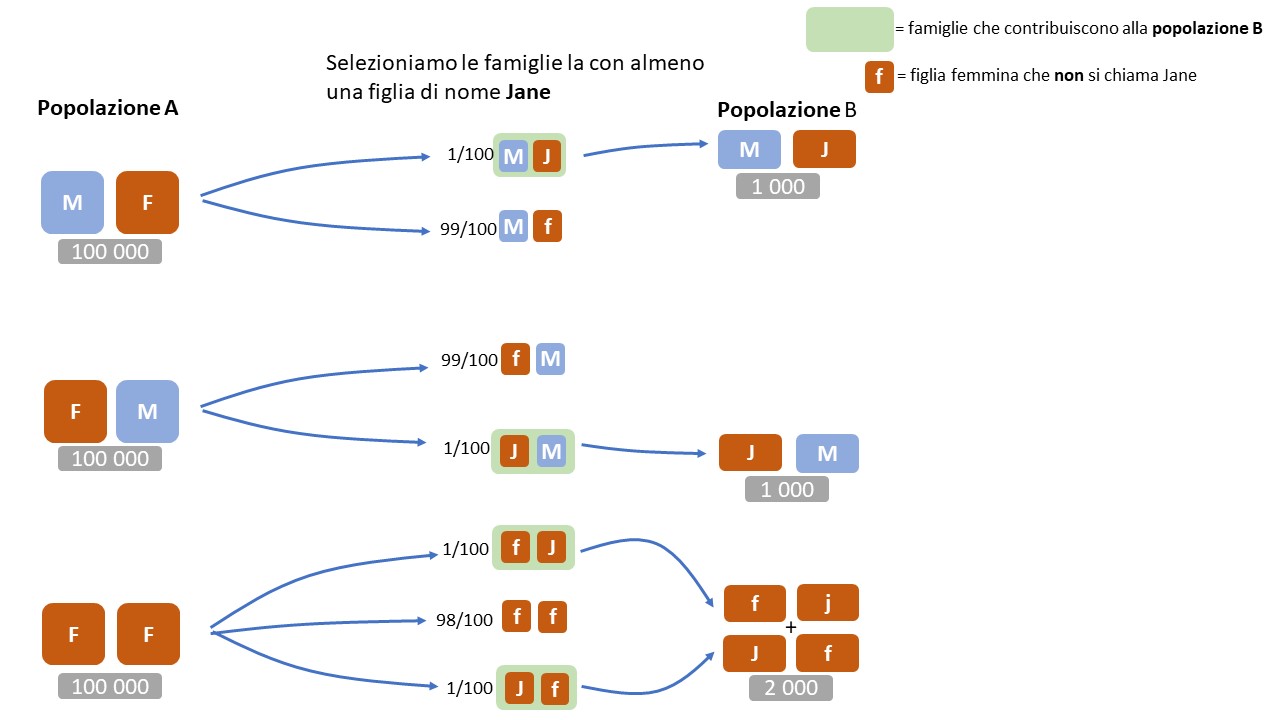 = famiglie che contribuiscono alla popolazione B
f = figlia femmina che non si chiama Jane
Selezioniamo le famiglie la con almeno
una figlia di nome Jane
Popolazione A
Popolazione B
M F
100 000
1/100 M J
99/100 M f
M J
1 000
F M
100 000
99/100 f M
1/100 J M
J M
1 000
F F
100 000
1/100 f J
98/100 f f
1/100 J f
f j
+
J f
2 000